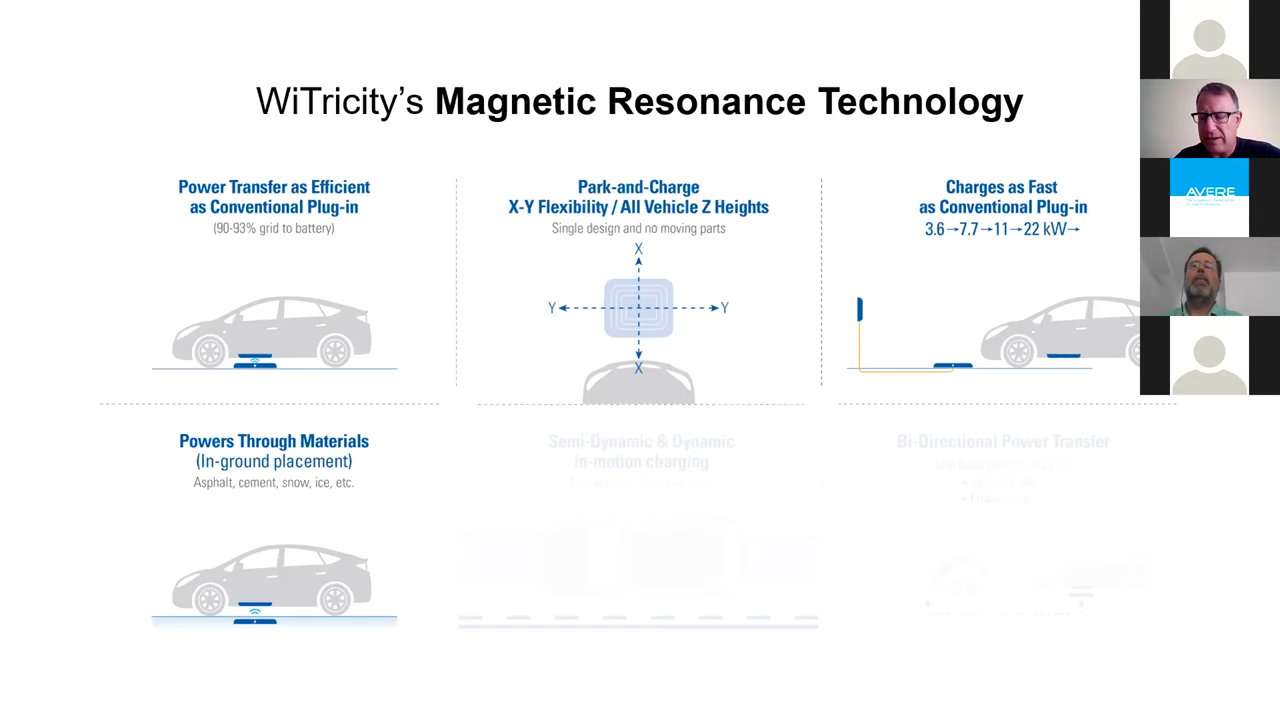 WiTricity's Magnetic Resonance Technology
Power Transfer as Efficient
as Conventional Plug-in
(90-93% grid to battery)
Park-and-Charge
X-Y Flexibility / All Vehicle Z Heights
Single design and no moving parts
X
Y
Y
X
Charges as Fast
as Conventional Plug-in
3.6→7.7→11→22 kW→
AVERE
Powers Through Materials
(In-ground placement)
Asphalt, cement, snow, ice, etc.
Semi-Dynamic & Dynamic
in-motion charging
Bi-Directional Power Transfer